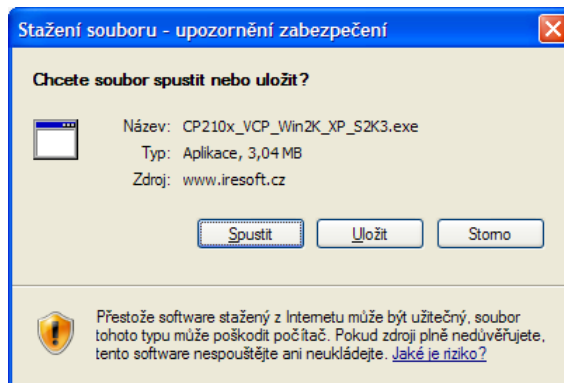 Stažení souboru - upozornění zabezpečení
Chcete soubor spustit nebo uložit?
Název: CP210x_VCP_Win2K_XP_S2K3.exe
Typ: Aplikace, 3,04 MB
Zdroj: www.iresoft.cz
Spustit Uložit Storno
Přestože software stažený z Internetu může být užitečný, soubor
tohoto typu může poškodit počítač. Pokud zdroji plně nedůvěřujete,
tento software nespouštějte ani neukládejte. Jaké je riziko?